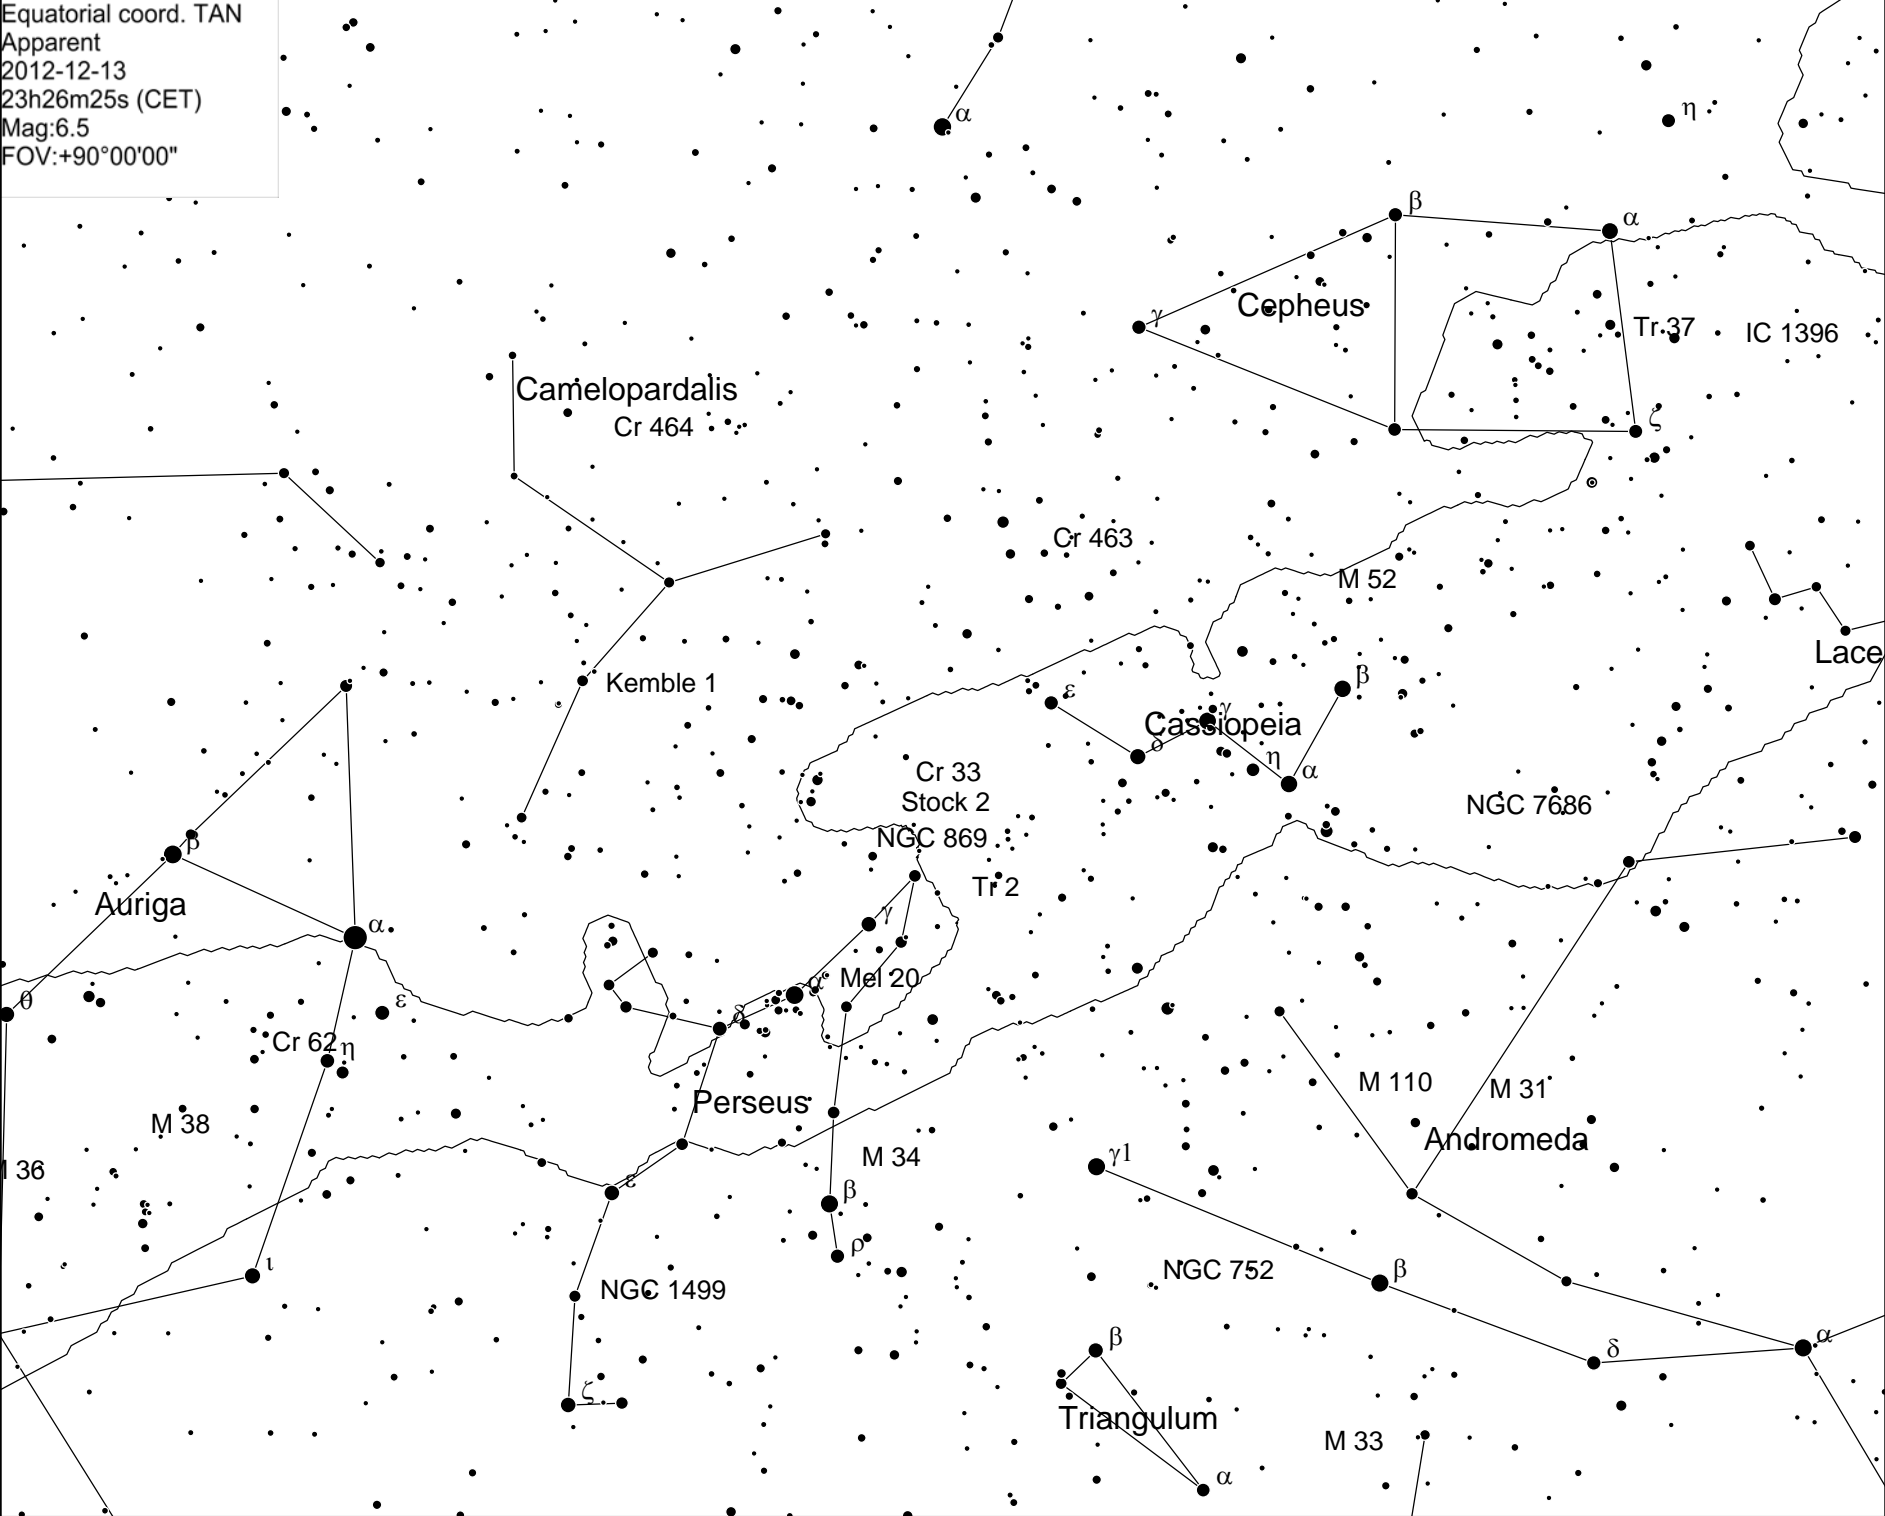 Equatorial coord. TAN
Apparent
2012-12-13
23h26m25s (CET)
Mag:6.5
FOV:+90°00'00"
α
η
β
α
Cepheus
γ
Tr 37
IC 1396
Camelopardalis
Cr 464
ζ
Cr 463
M 52
Lace
Kemble 1
ε
β
γ
Cassiopeia
δ
η
α
Cr 33
Stock 2
NGC 869
NGC 7686
β
Auriga
Tr 2
α
γ
Mel 20
α
θ
ε
δ
Cr 62
η
Perseus
M 110
M 31
M 38
Andromeda
M 34
M 36
γ1
ε
β
ρ
ι
NGC 1499
NGC 752
β
β
δ
α
ζ
Triangulum
M 33
α